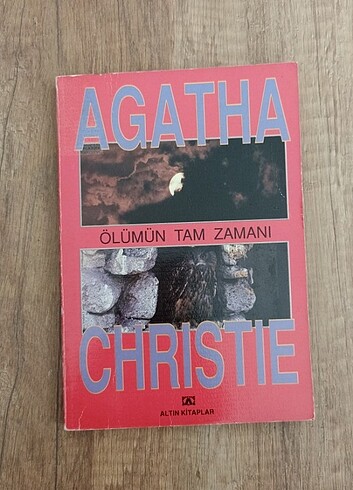 AGATHA
ÖLÜMÜN TAM ZAMANI
CHRISTIE
ALTIN KİTAPLAR